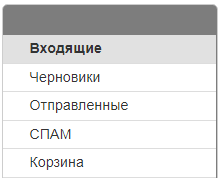 Входящие
Черновики
Отправленные
СПАМ
Корзина